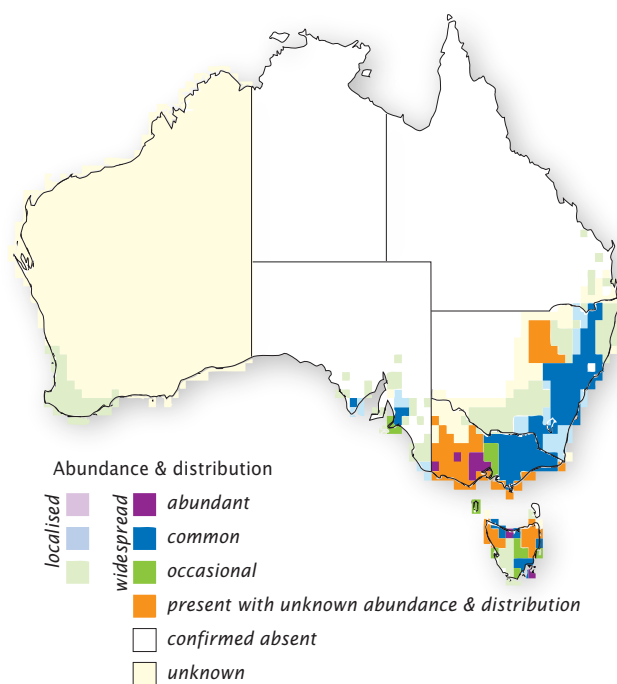 Abundance & distribution
localised
widespread
abundant
common
occasional
present with unknown abundance & distribution
confirmed absent
unknown